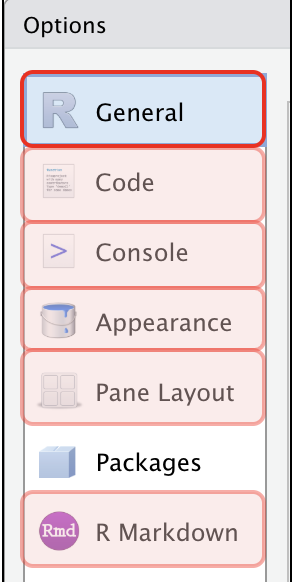 Options
R General
Code
> Console
Appearance
Pane Layout
Packages
Rmd R Markdown